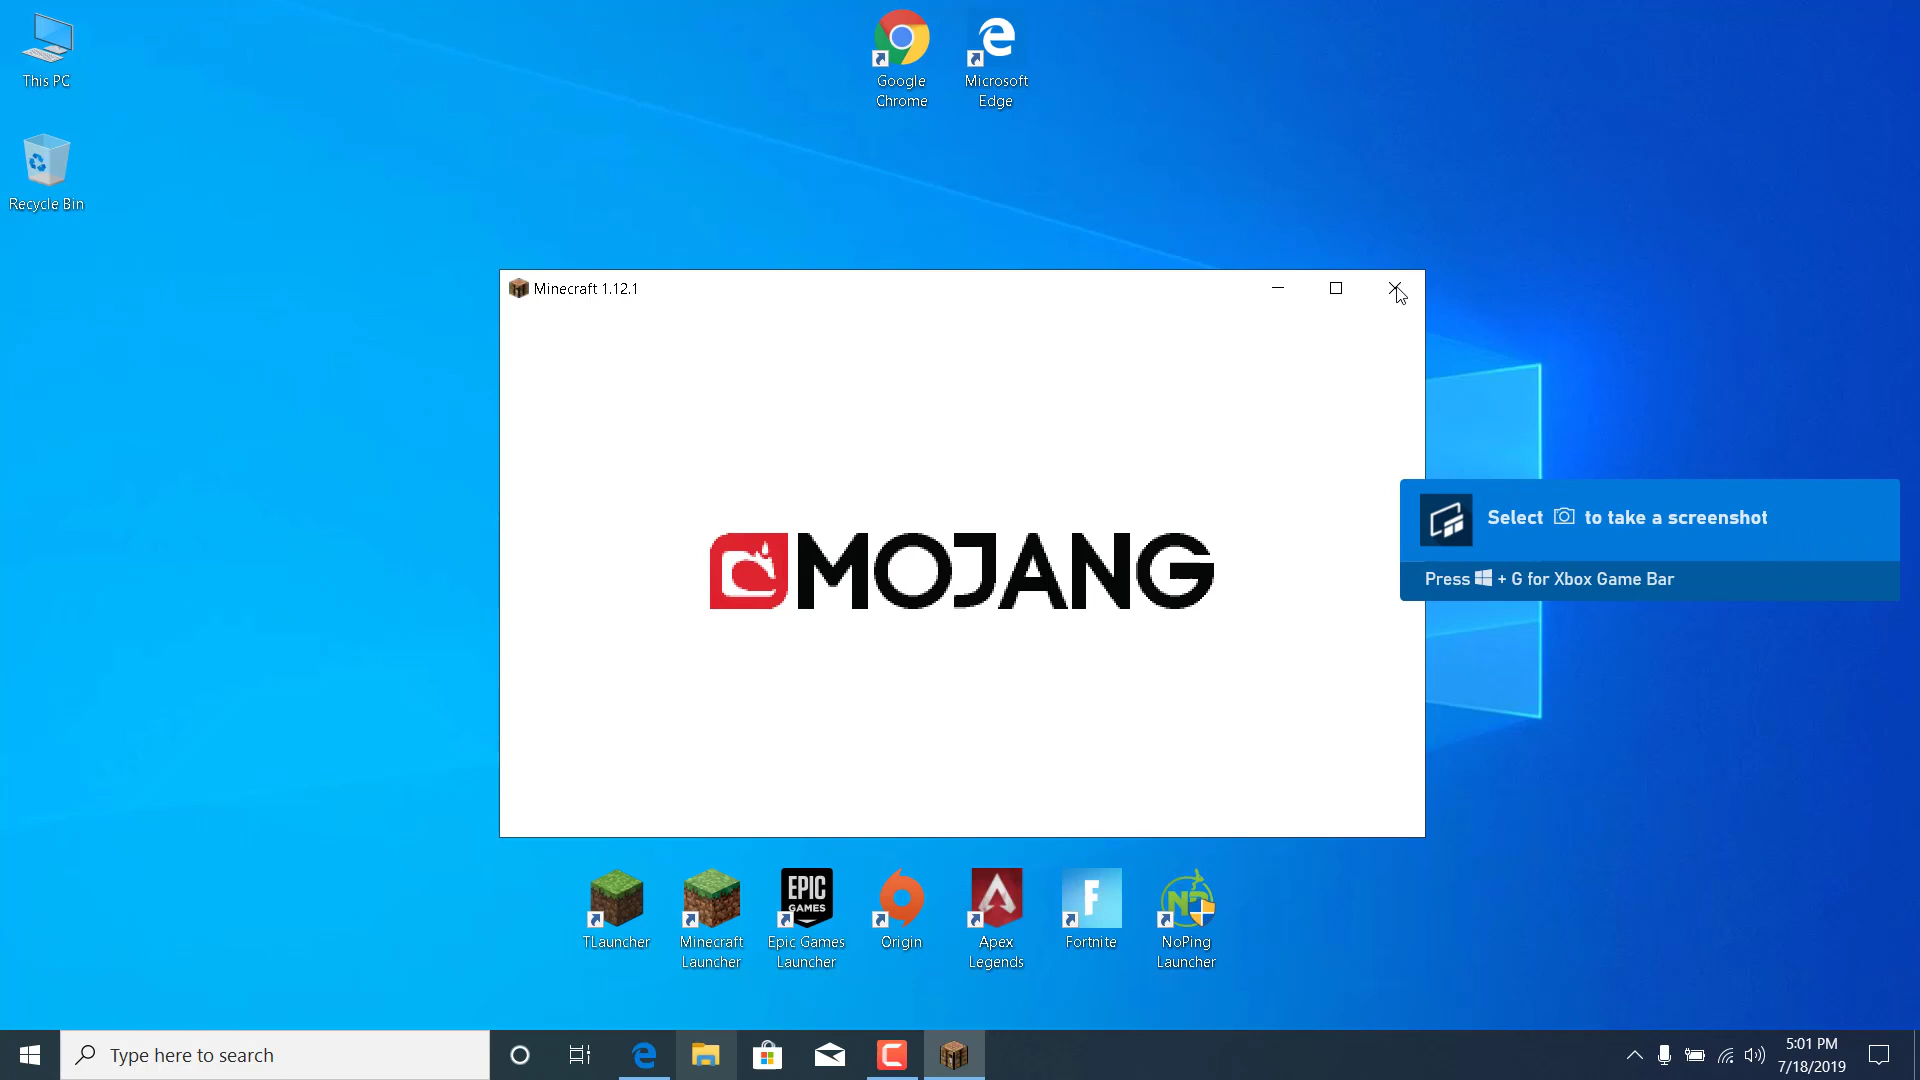 This PC
Recycle Bin
Google
Chrome
Microsoft
Edge
Minecraft 1.12.1
MOJANG
Select to take a screenshot
Press + G for Xbox Game Bar
TLauncher
Minecraft
Launcher
EPIC
GAMES
Epic Games
Launcher
Origin
Apex
Legends
F
Fortnite
NP
NoPing
Launcher
Type here to search
5:01 PM
7/18/2019